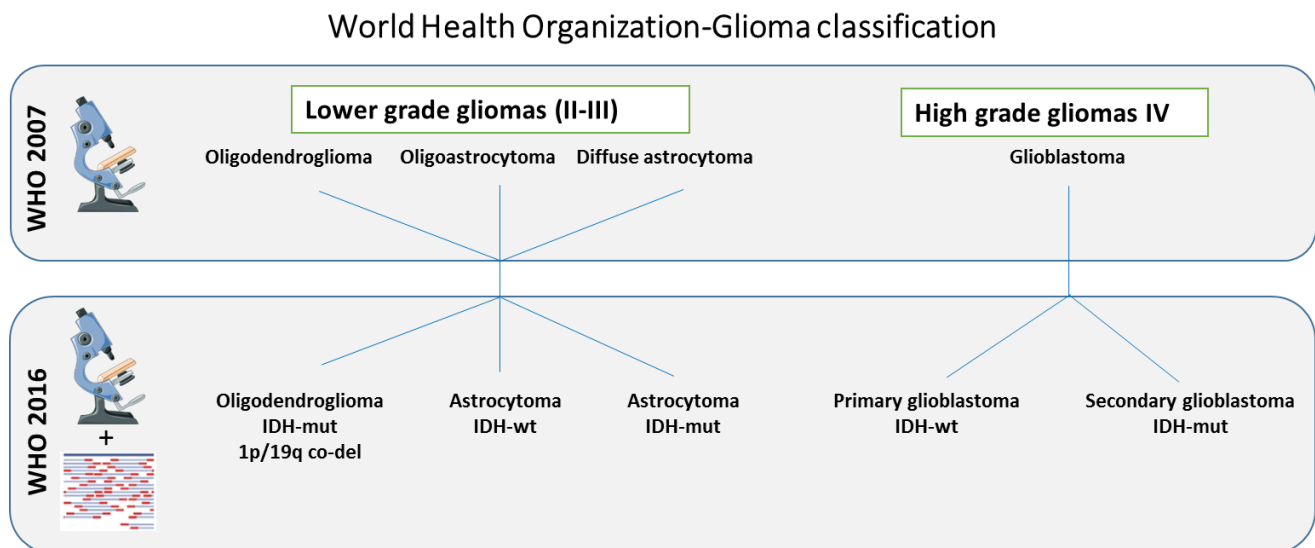 World Health Organization-Glioma classification
WHO 2007
Lower grade gliomas (II-III)
High grade gliomas IV
Oligodendroglioma
Oligoastrocytoma
Diffuse astrocytoma
Glioblastoma
WHO 2016
+
Oligodendroglioma
IDH-mut
1p/19q co-del
Astrocytoma
IDH-wt
Astrocytoma
IDH-mut
Primary glioblastoma
IDH-wt
Secondary glioblastoma
IDH-mut